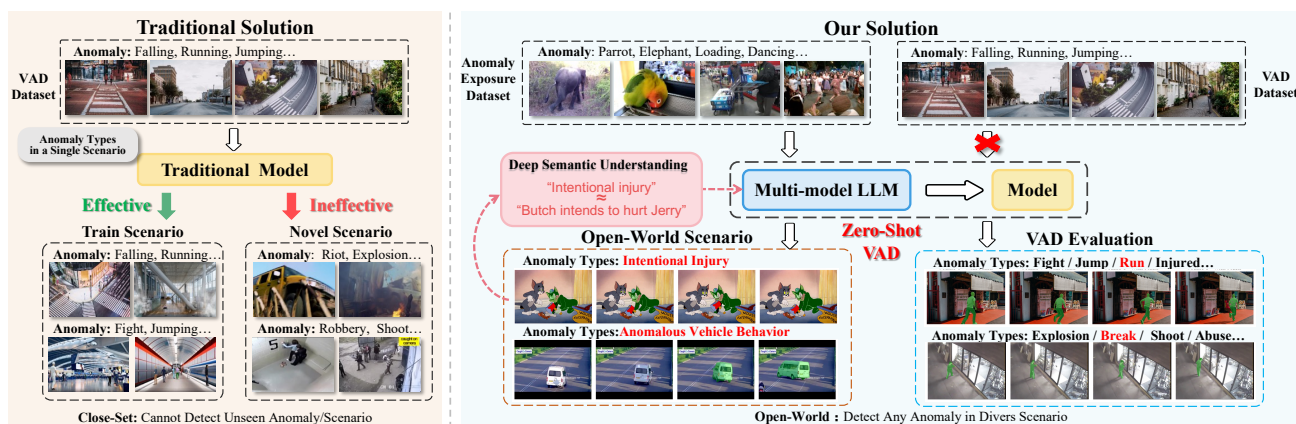 Traditional Solution
VAD
Dataset
Anomaly: Falling, Running, Jumping…
Anomaly Types
in a Single Scenario
Traditional Model
Effective
Ineffective
Train Scenario
Novel Scenario
Anomaly: Falling, Running…
Anomaly: Riot, Explosion…
Anomaly: Fight, Jumping…
Anomaly: Robbery, Shoot…
Close-Set: Cannot Detect Unseen Anomaly/Scenario
Our Solution
Anomaly
Exposure
Dataset
Anomaly: Parrot, Elephant, Loading, Dancing…
Anomaly: Falling, Running, Jumping…
VAD
Dataset
Deep Semantic Understanding
“Intentional injury”
≈
“Butch intends to hurt Jerry”
Multi-model LLM
Model
Zero-Shot
VAD
Open-World Scenario
VAD Evaluation
Anomaly Types: Intentional Injury
Anomaly Types:Anomalous Vehicle Behavior
Anomaly Types: Fight / Jump / Run / Injured…
Anomaly Types: Explosion / Break / Shoot / Abuse…
Open-World : Detect Any Anomaly in Divers Scenario